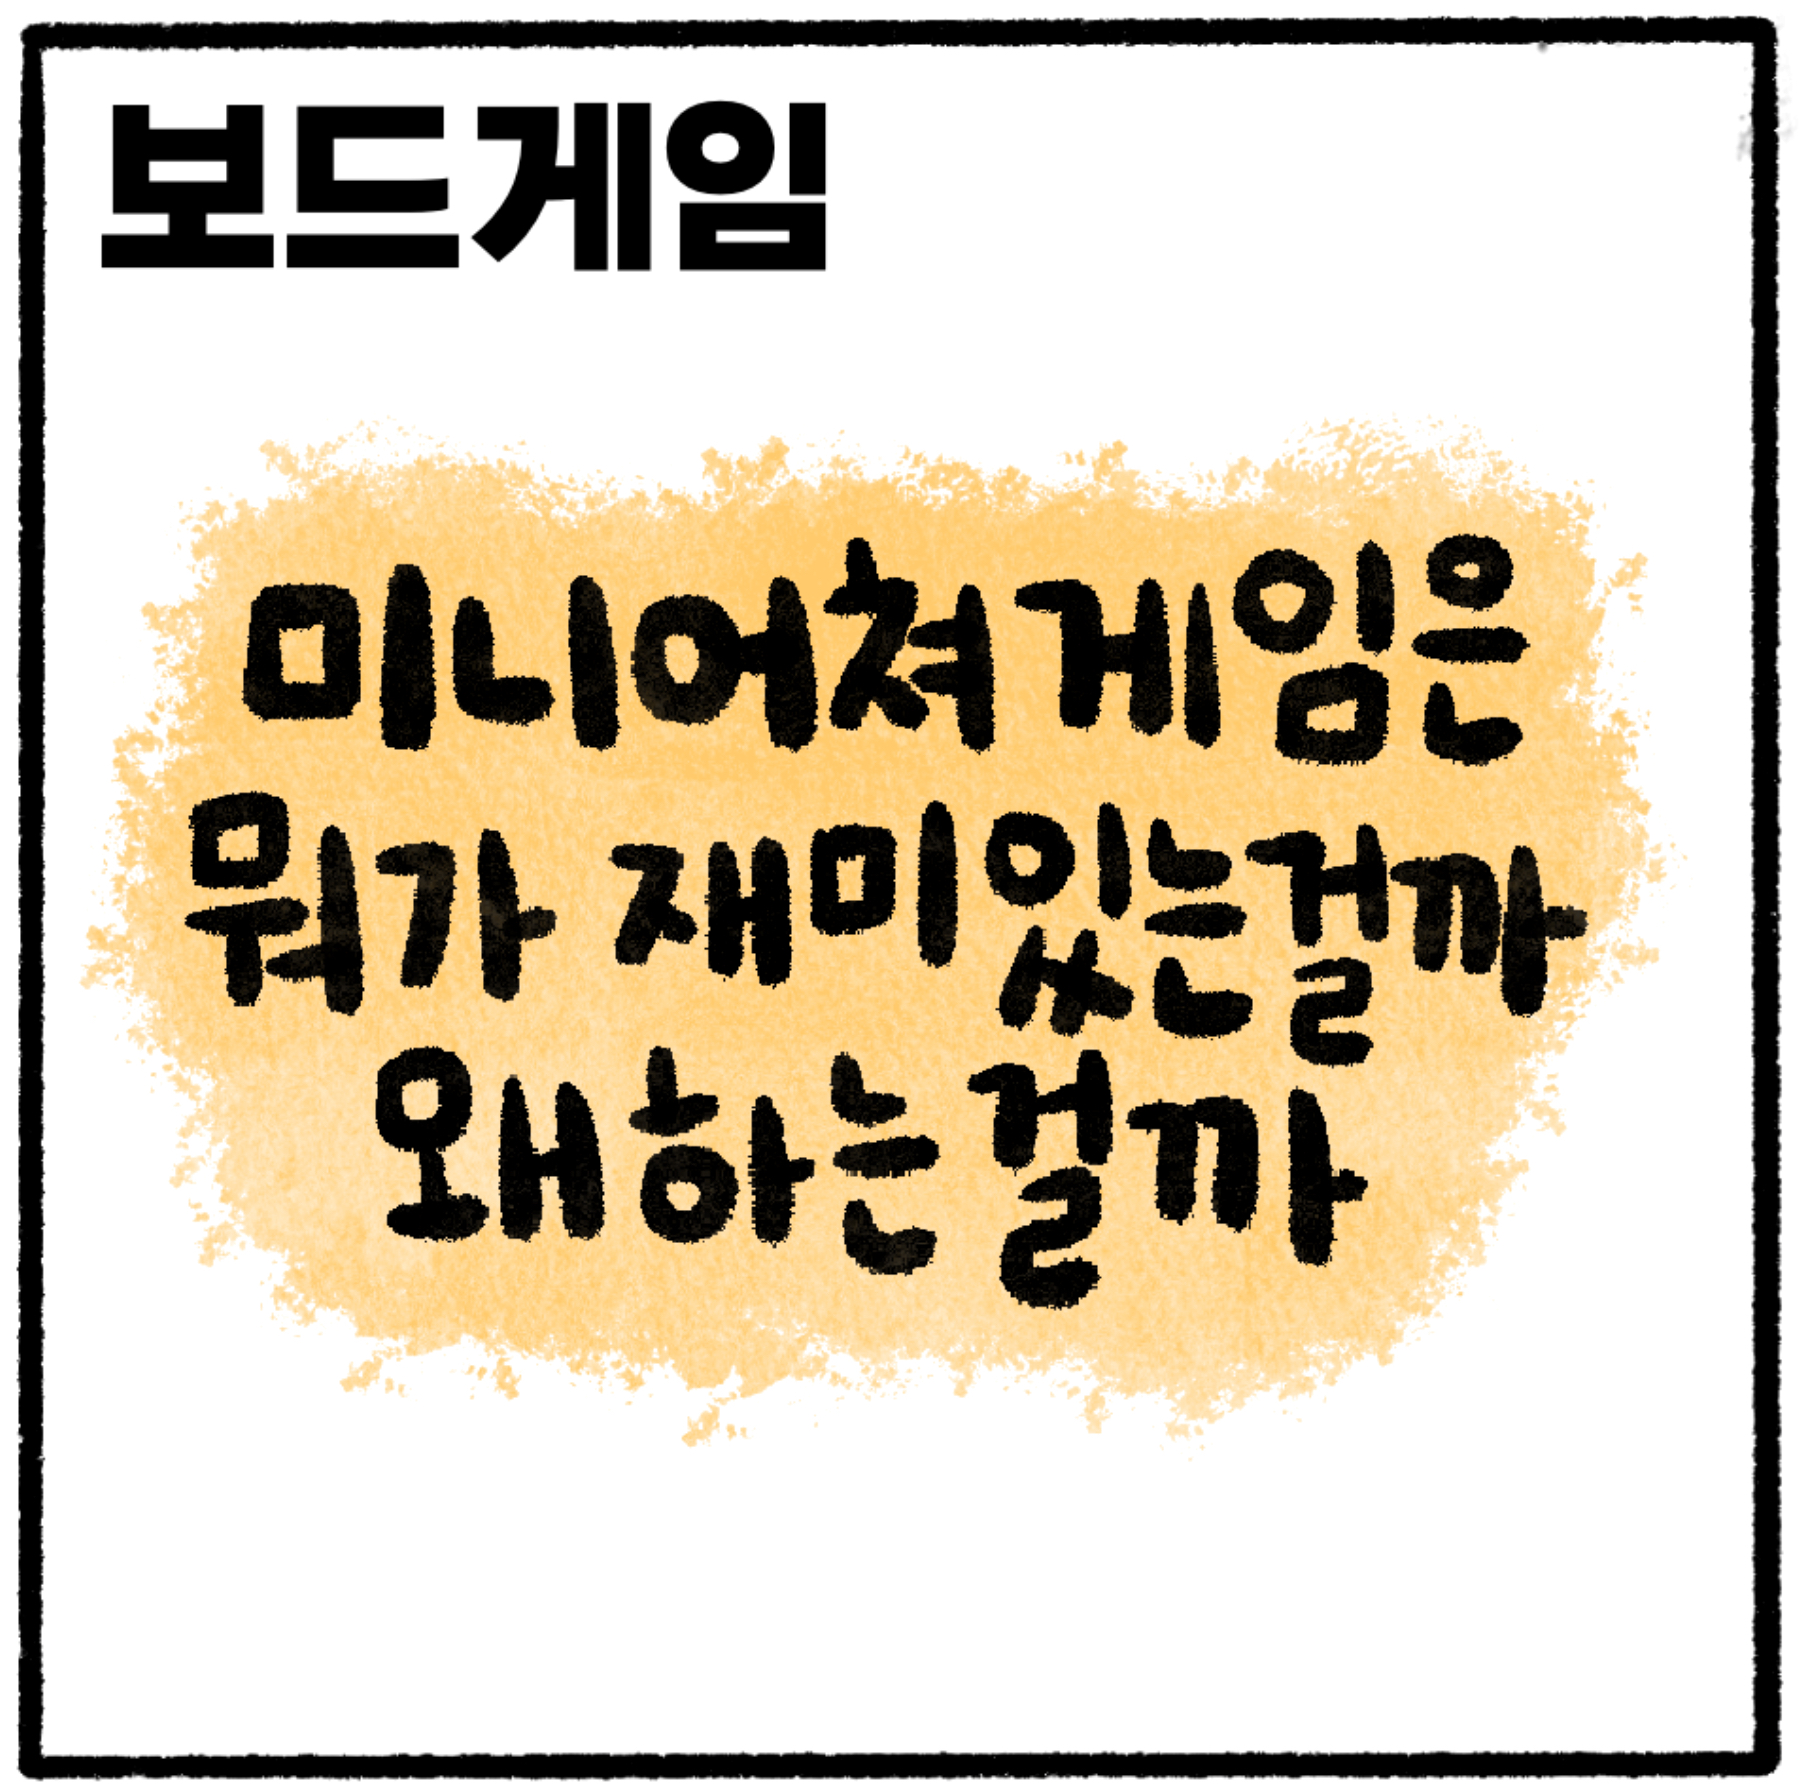 보드게임
미니어쳐 게임은
뭐가 재미있는걸까
왜 하는 걸까